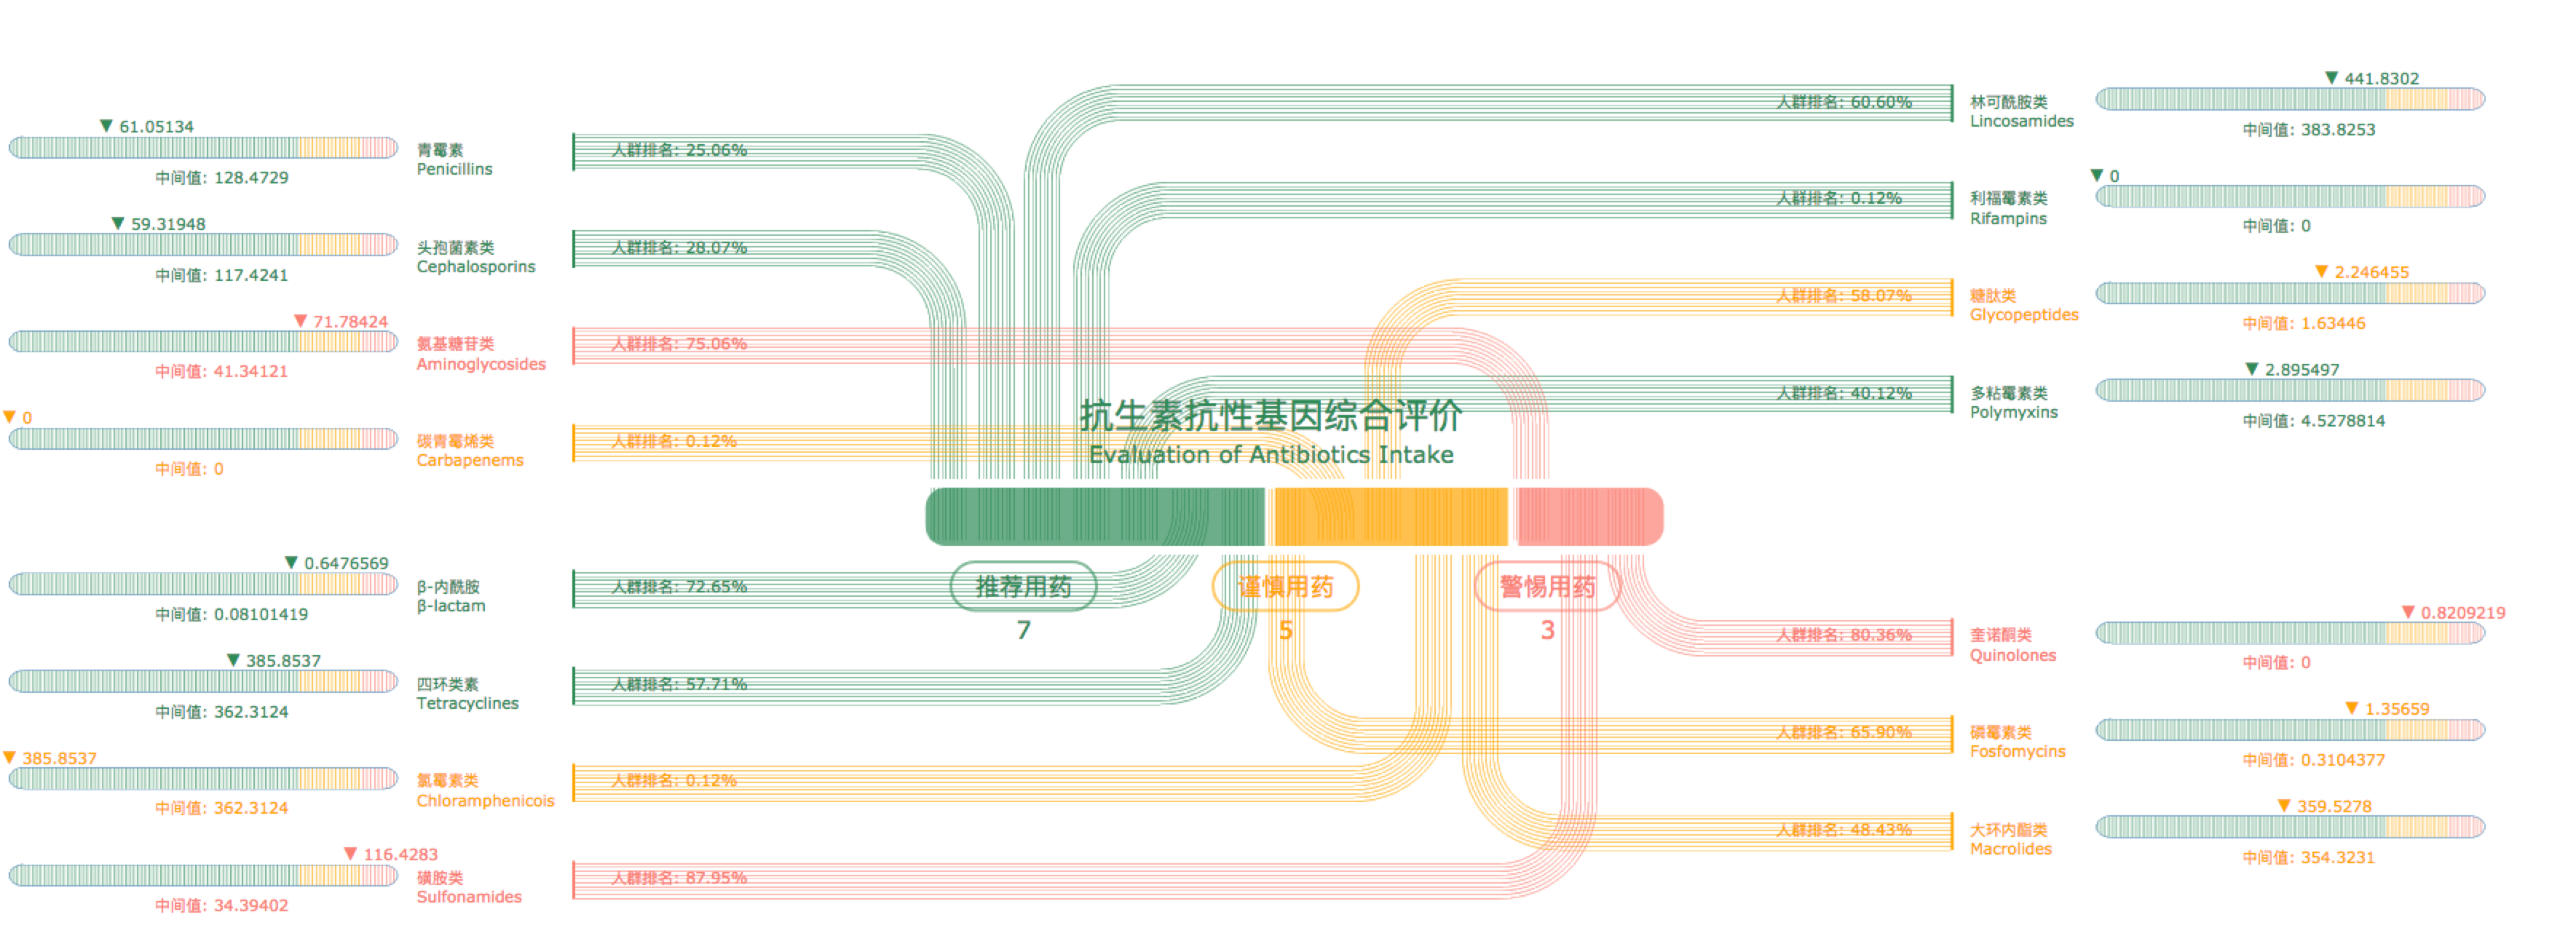 ▼ 61.05134
中间值: 128.4729
青霉素
Penicillins
人群排名: 25.06%
▼ 59.31948
中间值: 117.4241
头孢菌素类
Cephalosporins
人群排名: 28.07%
▼ 71.78424
中间值: 41.34121
氨基糖苷类
Aminoglycosides
人群排名: 75.06%
▼ 0
中间值: 0
碳青霉烯类
Carbapenems
人群排名: 0.12%
▼ 0.6476569
中间值: 0.08101419
β-内酰胺
β-lactam
人群排名: 72.65%
▼ 385.8537
中间值: 362.3124
四环类素
Tetracyclines
人群排名: 57.71%
▼ 385.8537
中间值: 362.3124
氯霉素类
Chloramphenicois
人群排名: 0.12%
▼ 116.4283
中间值: 34.39402
磺胺类
Sulfonamides
人群排名: 87.95%
抗生素抗性基因综合评价
Evaluation of Antibiotics Intake
推荐用药
7
谨慎用药
5
警惕用药
3
人群排名: 60.60%
林可酰胺类
Lincosamides
▼ 441.8302
中间值: 383.8253
人群排名: 0.12%
利福霉素类
Rifampins
▼ 0
中间值: 0
人群排名: 58.07%
糖肽类
Glycopeptides
▼ 2.246455
中间值: 1.63446
人群排名: 40.12%
多粘霉素类
Polymyxins
▼ 2.895497
中间值: 4.5278814
人群排名: 80.36%
奎诺酮类
Quinolones
▼ 0.8209219
中间值: 0
人群排名: 65.90%
磷霉素类
Fosfomycins
▼ 1.35659
中间值: 0.3104377
人群排名: 48.43%
大环内酯类
Macrolides
▼ 359.5278
中间值: 354.3231